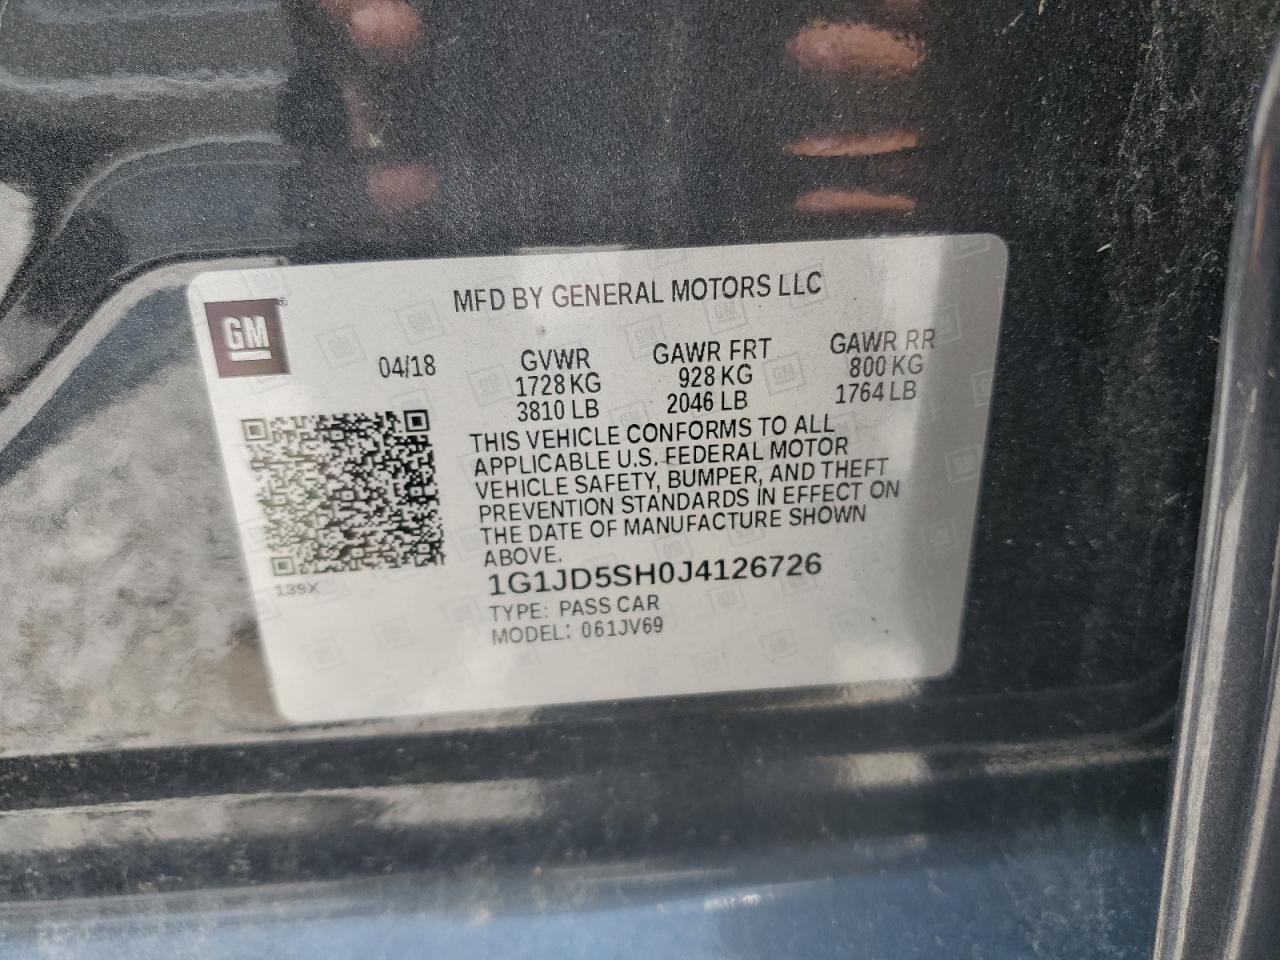 MFD BY GENERAL MOTORS LLC
GM®
04/18
GVWR
1728 KG
3810 LB
GAWR FRT
928 KG
2046 LB
GAWR RR
800 KG
1764 LB
THIS VEHICLE CONFORMS TO ALL
APPLICABLE U.S. FEDERAL MOTOR
VEHICLE SAFETY, BUMPER, AND THEFT
PREVENTION STANDARDS IN EFFECT ON
THE DATE OF MANUFACTURE SHOWN
ABOVE.
139X
1G1JD5SH0J4126726
TYPE: PASS CAR
MODEL: 061JV69